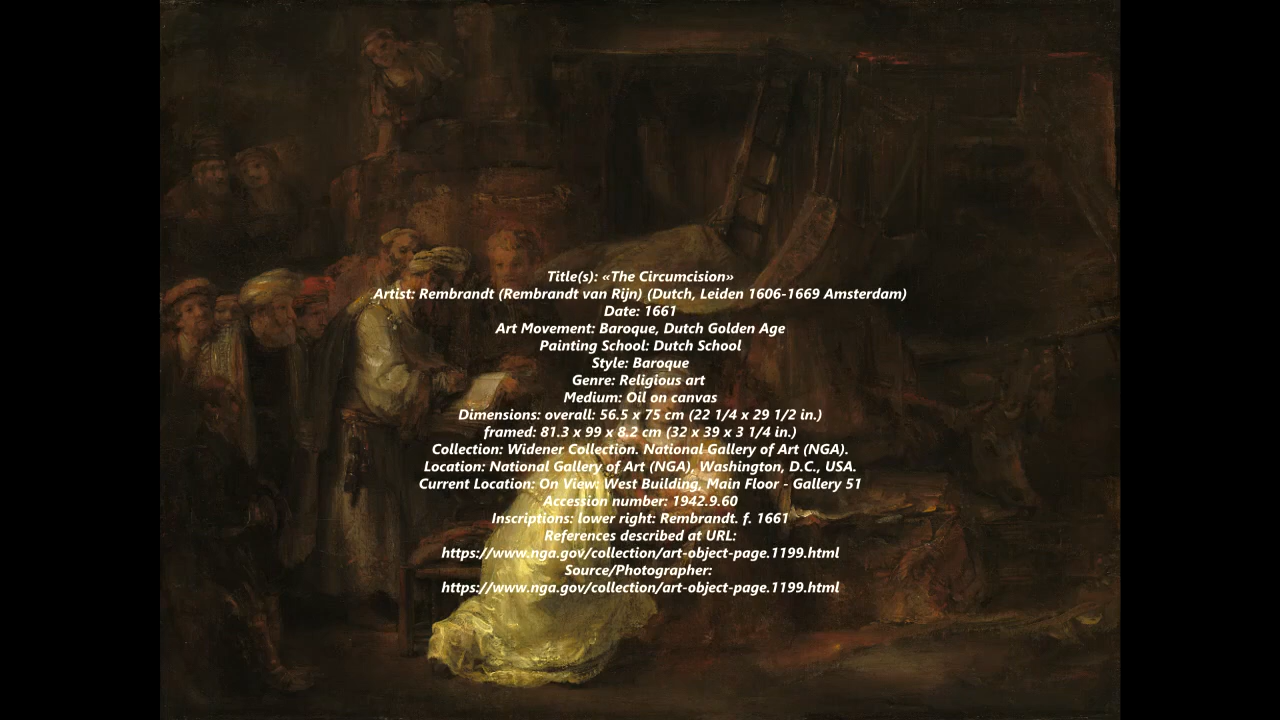 Title(s): «The Circumcision»
Artist: Rembrandt (Rembrandt van Rijn) (Dutch, Leiden 1606-1669 Amsterdam)
Date: 1661
Art Movement: Baroque, Dutch Golden Age
Painting School: Dutch School
Style: Baroque
Genre: Religious art
Medium: Oil on canvas
Dimensions: overall: 56.5 x 75 cm (22 1/4 x 29 1/2 in.)
framed: 81.3 x 99 x 8.2 cm (32 x 39 x 3 1/4 in.)
Collection: Widener Collection. National Gallery of Art (NGA).
Location: National Gallery of Art (NGA), Washington, D.C., USA.
Current Location: On View: West Building, Main Floor - Gallery 51
Accession number: 1942.9.60
Inscriptions: lower right: Rembrandt. f. 1661
References described at URL:
https://www.nga.gov/collection/art-object-page.1199.html
Source/Photographer:
https://www.nga.gov/collection/art-object-page.1199.html